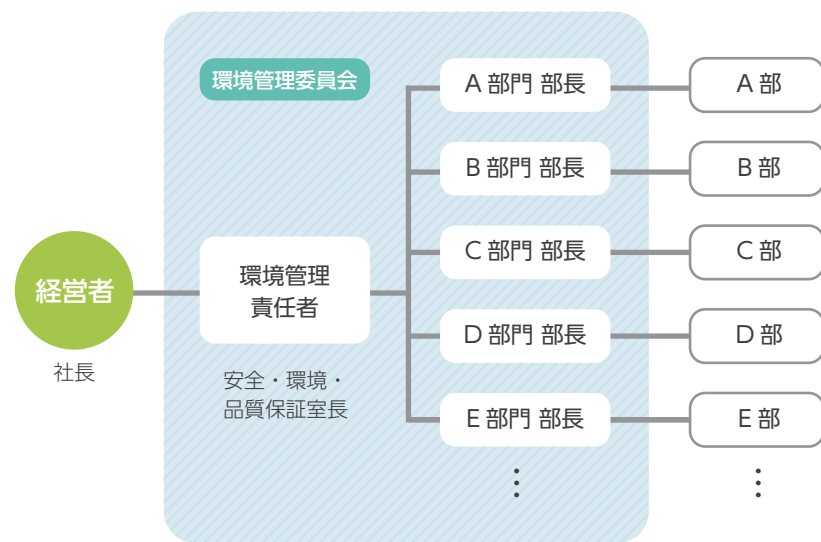 環境管理委員会
経営者
社長
環境管理
責任者
安全・環境・
品質保証室長
A 部門 部長
A 部
B 部門 部長
B 部
C 部門 部長
C 部
D 部門 部長
D 部
E 部門 部長
E 部
⋮
⋮